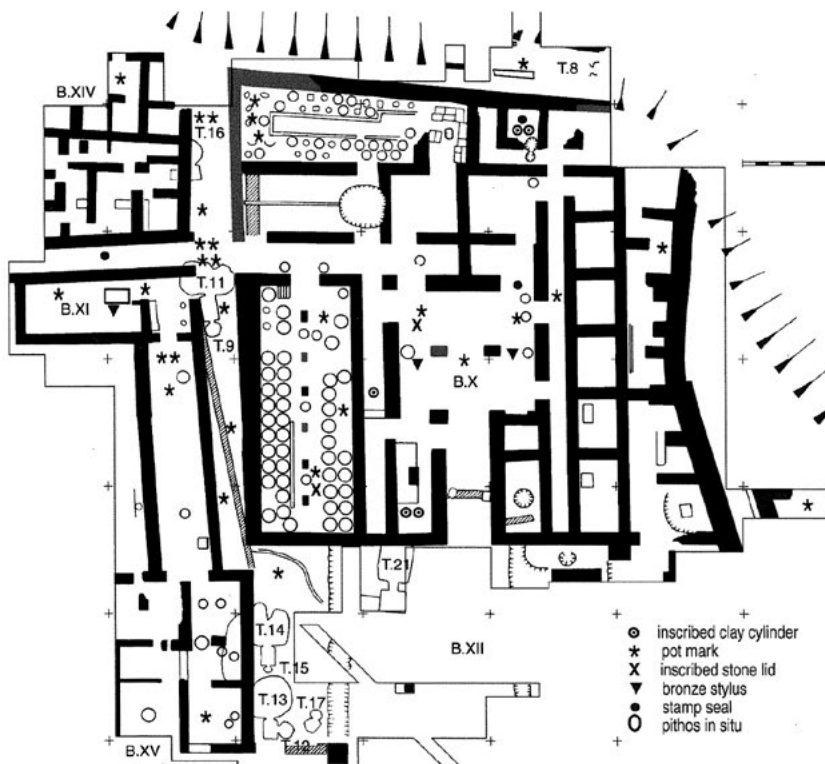 T.8
B.XIV
T.16
T.11
B.XI
T.9
B.X
T.21
T.14
B.XII
T.15
T.13
T.17
T.12
B.XV
inscribed clay cylinder
pot mark
inscribed stone lid
bronze stylus
stamp seal
pithos in situ